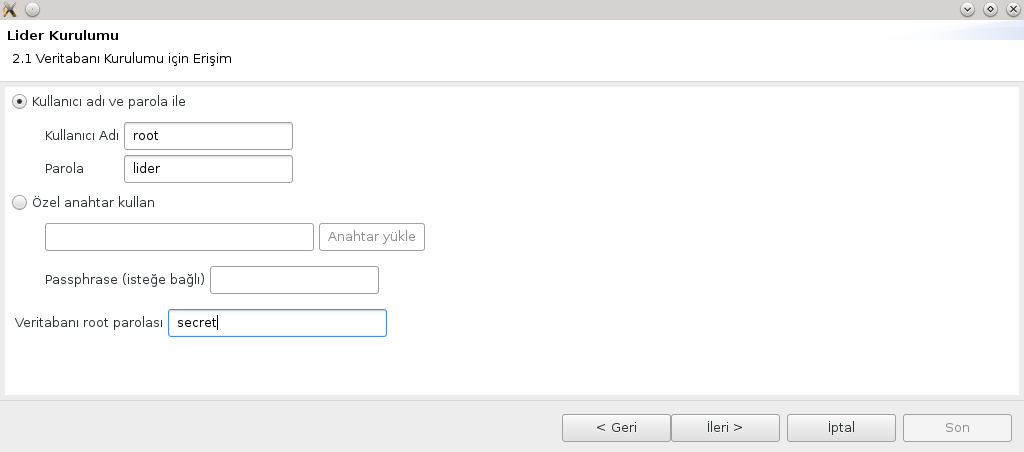 Lider Kurulumu
2.1 Veritabanı Kurulumu için Erişim
Kullanıcı adı ve parola ile
Kullanıcı Adı root
Parola lider
Özel anahtar kullan
Anahtar yükle
Passphrase (isteğe bağlı)
Veritabanı root parolası secret
< Geri İleri > İptal Son